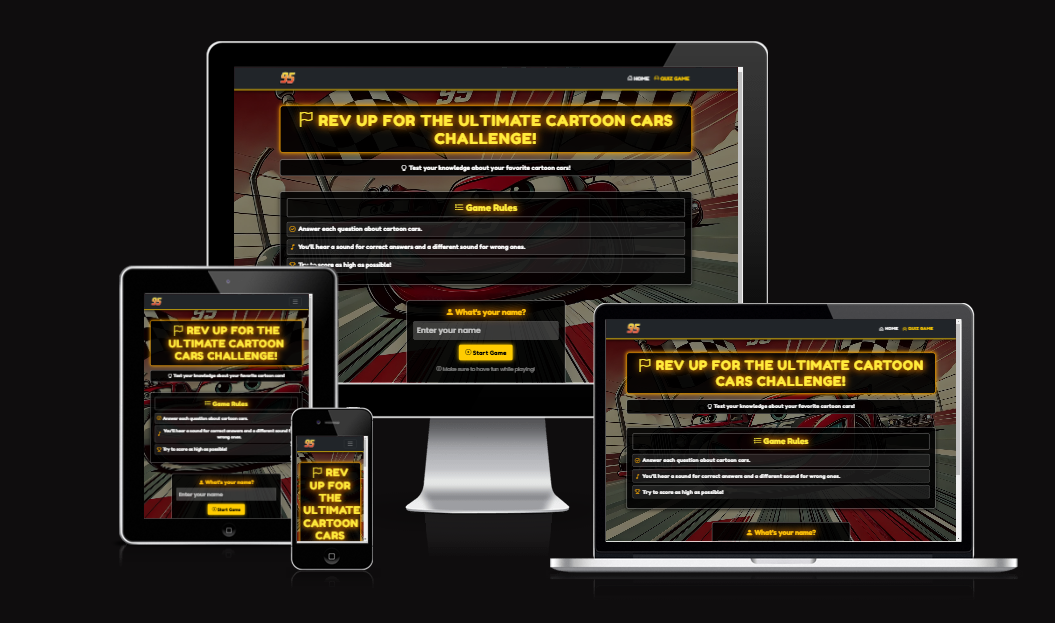 95
HOME QUIZ GAME
95
REV UP FOR THE ULTIMATE CARTOON CARS
CHALLENGE!
Test your knowledge about your favorite cartoon cars!
Game Rules
Answer each question about cartoon cars.
You'll hear a sound for correct answers and a different sound for wrong ones.
Try to score as high as possible!
What's your name?
Enter your name
Start Game
Make sure to have fun while playing!
95
REV UP FOR THE
ULTIMATE CARTOON
CARS CHALLENGE!
Test your knowledge about your favorite cartoon cars!
Game Rules
Answer each question about cartoon cars.
You'll hear a sound for correct answers and a different sound
wrong ones.
Try to score as high as possible!
What's your name?
Enter your name
Start Game
95
REV
UP FOR
THE
ULTIMATE
CARTOON
CARS
95
HOME QUIZ GAME
REV UP FOR THE ULTIMATE CARTOON
CARS CHALLENGE!
Test your knowledge about your favorite cartoon cars!
Game Rules
Answer each question about cartoon cars.
You'll hear a sound for correct answers and a different sound for wrong ones.
Try to score as high as possible!
What's your name?